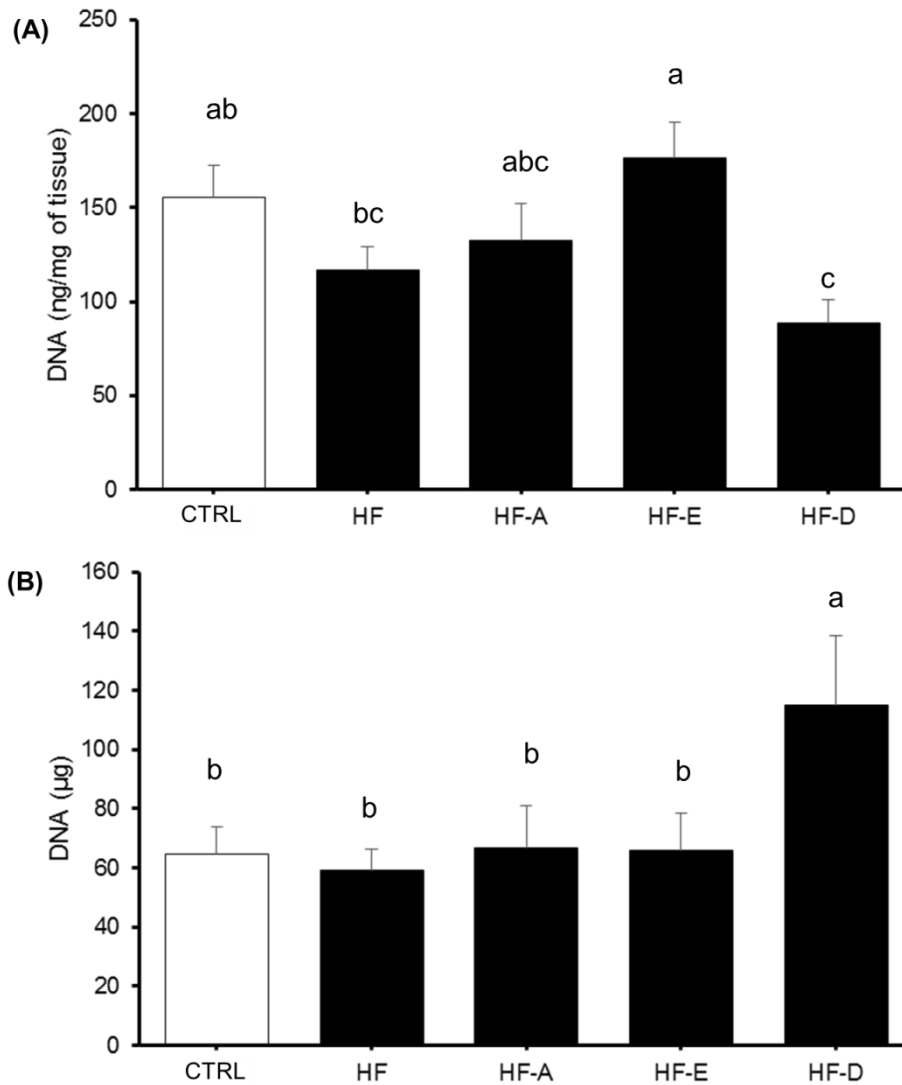 (A)
DNA (ng/mg of tissue)
250
200
150
100
50
0
ab
bc
abc
a
c
CTRL HF HF-A HF-E HF-D
(B)
DNA (µg)
160
140
120
100
80
60
40
20
0
b
b
b
b
a
CTRL HF HF-A HF-E HF-D